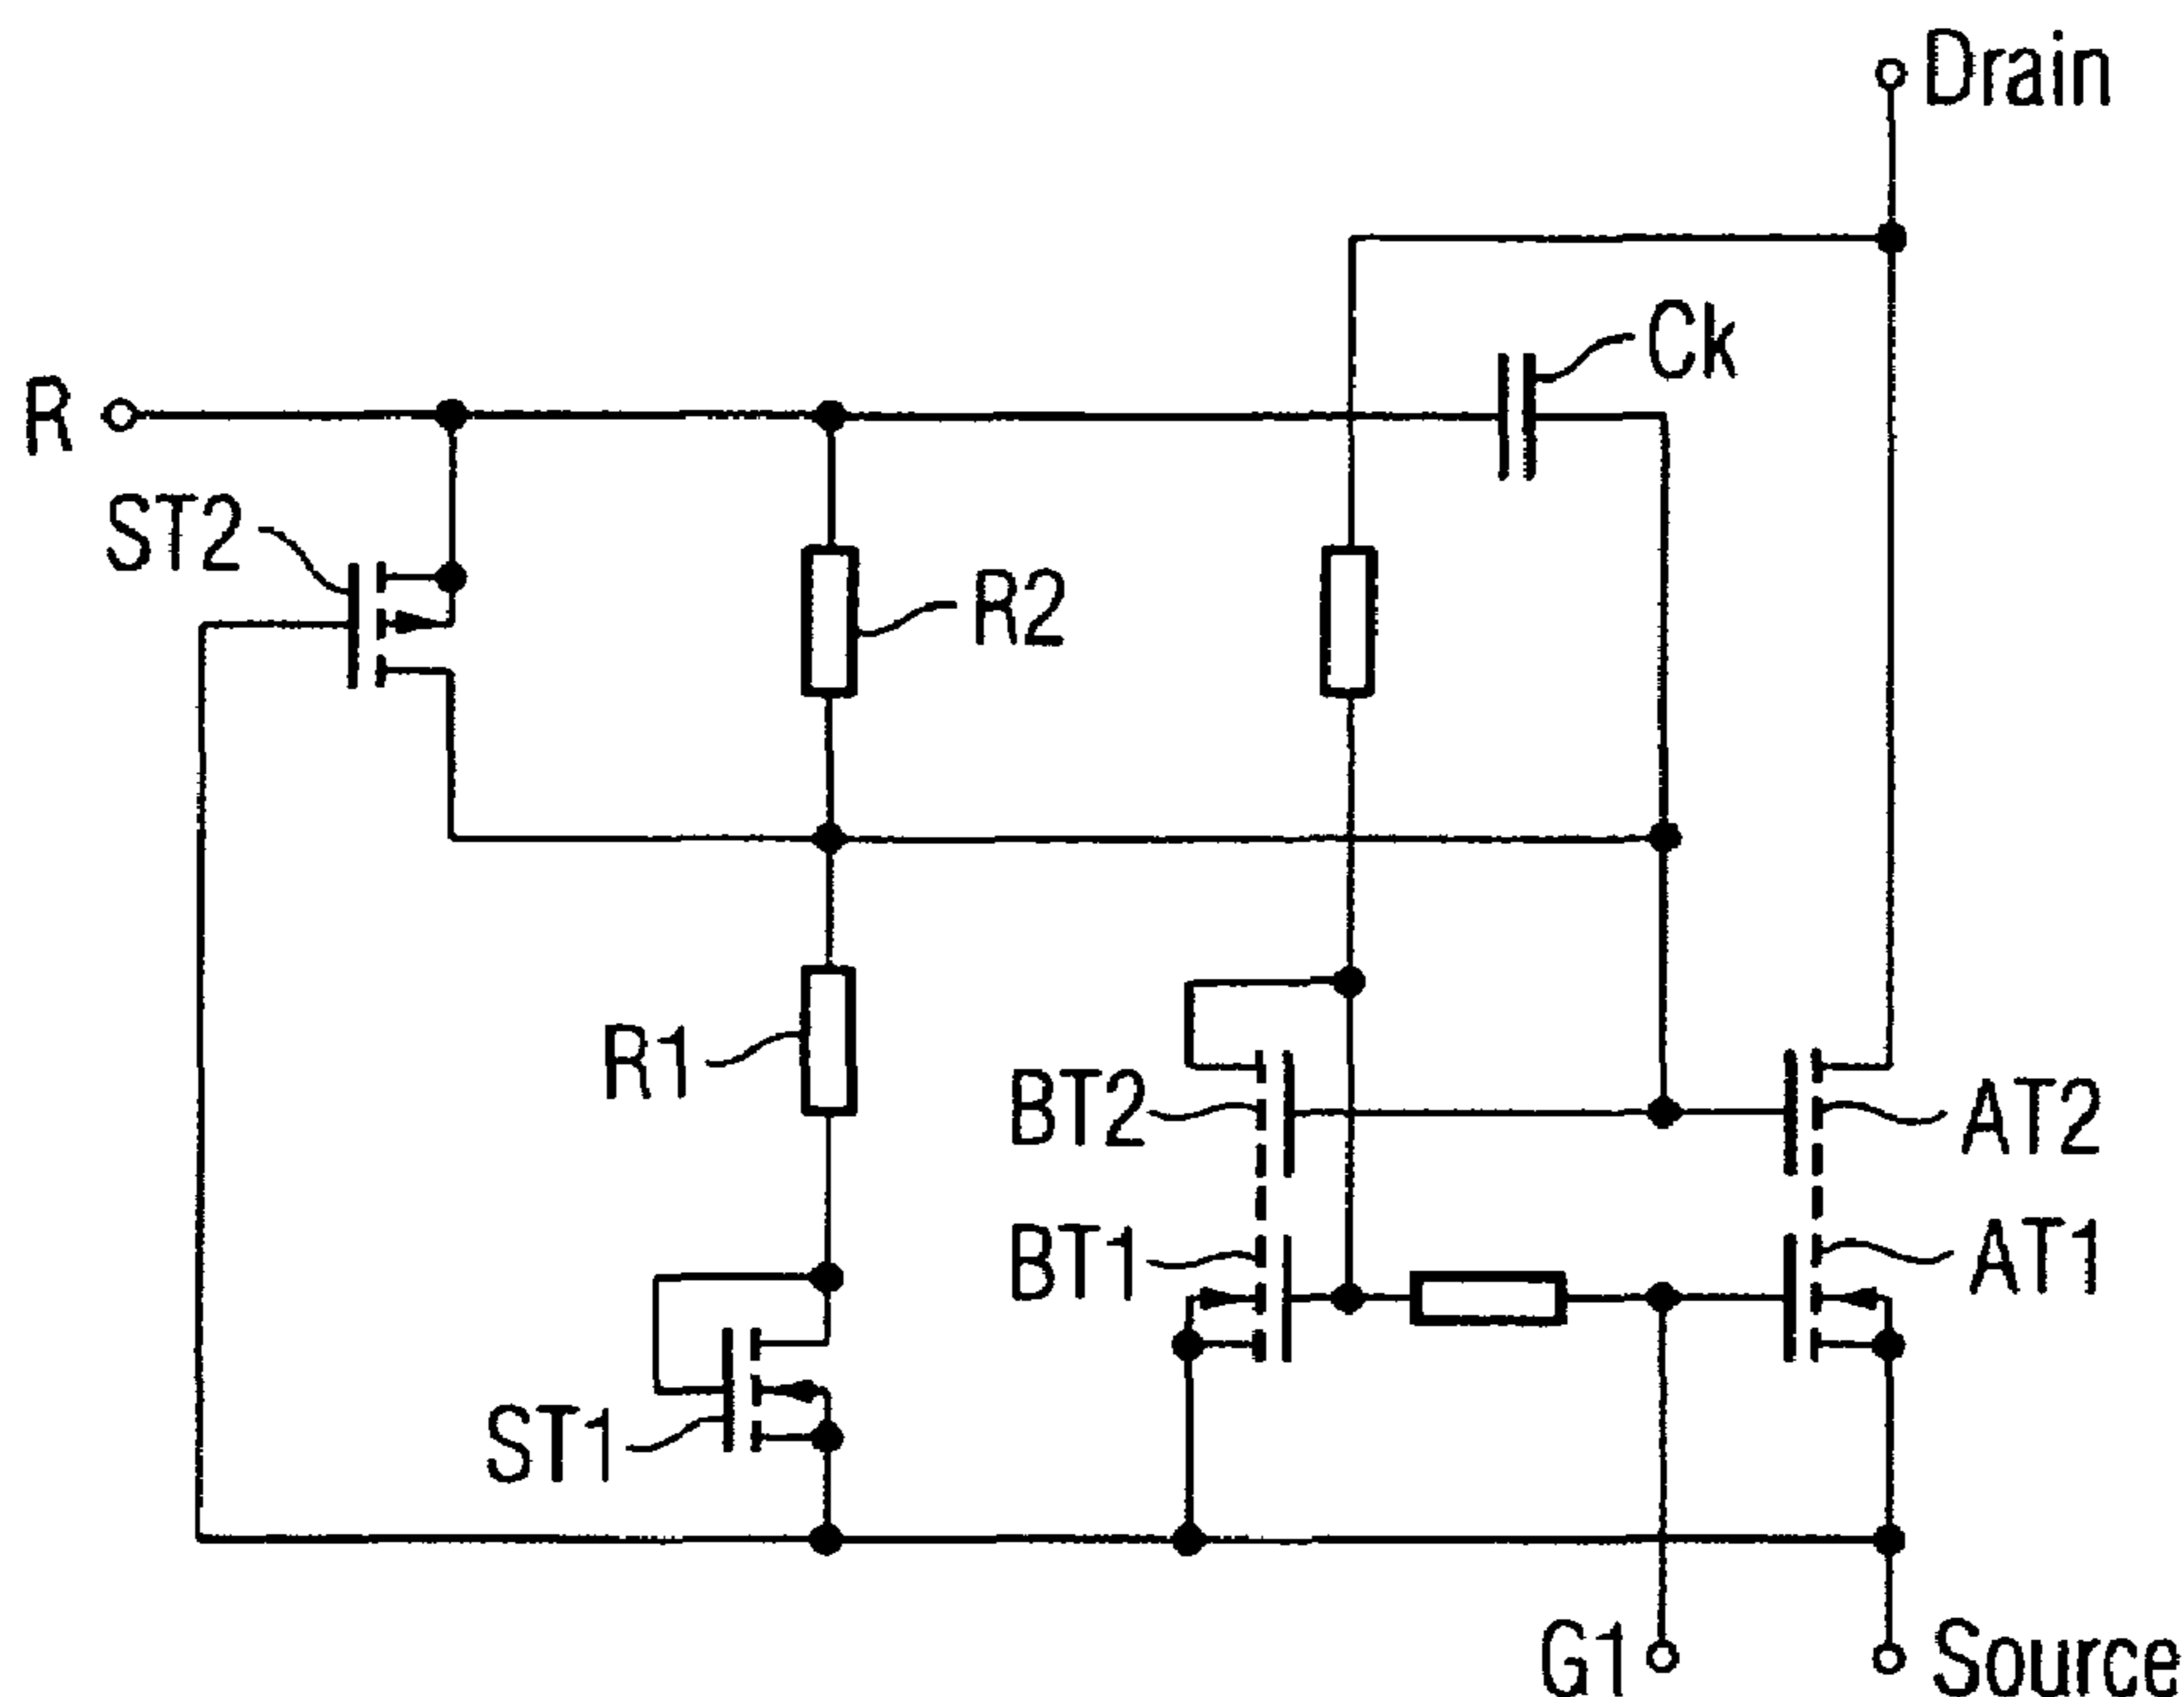 Drain
Ck
R
ST2
R2
R1
BT2
AT2
BT1
AT1
ST1
G1
Source